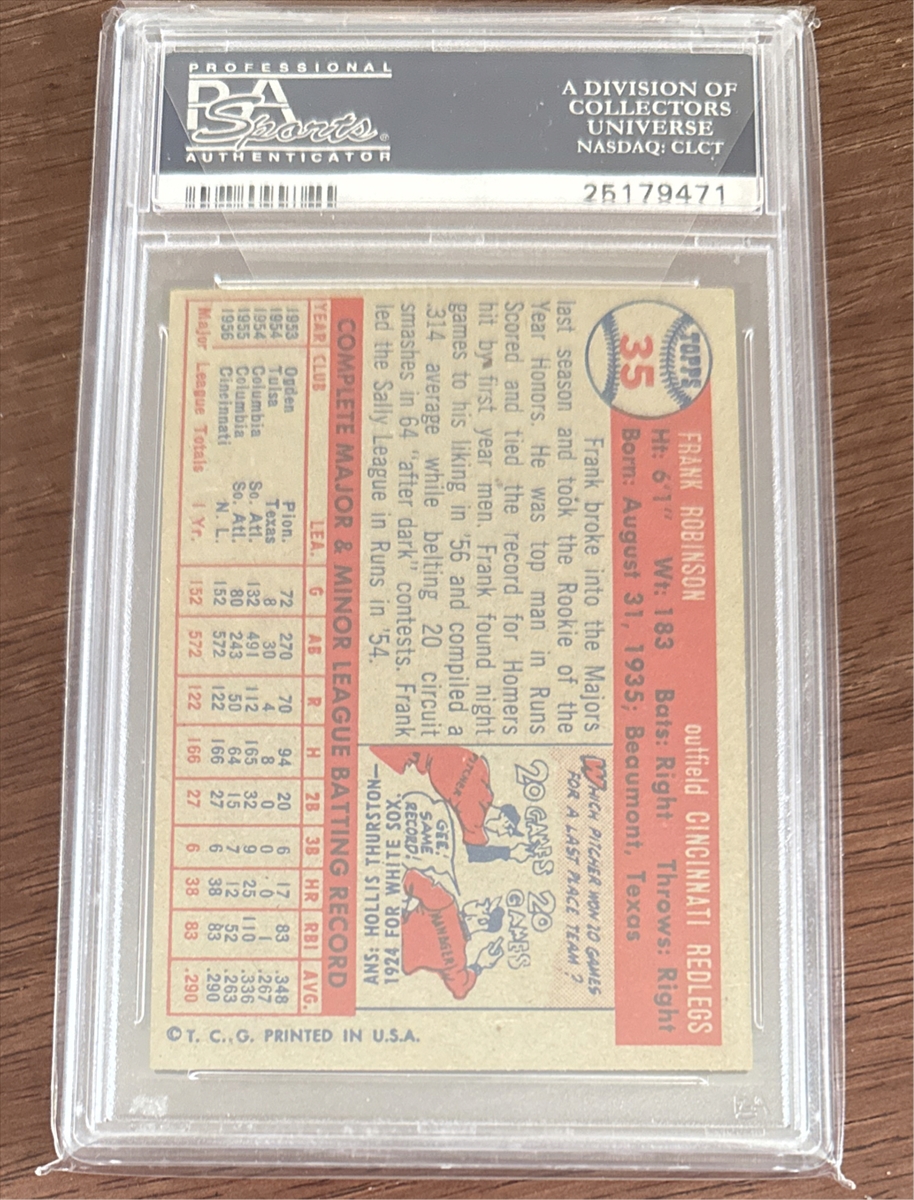 PROFESSIONAL
PSA
Sports
AUTHENTICATOR
A DIVISION OF
COLLECTORS
UNIVERSE
NASDAQ: CLCT
25179471
TOPPS
35
FRANK ROBINSON outfield CINCINNATI REDLEGS
Ht: 6'1" Wt: 183 Bats: Right Throws: Right
Born: August 31, 1935; Beaumont, Texas
Frank broke into the Majors
last season and took the Rookie of the
Year Honors. He was top man in Runs
Scored and tied the record for Homers
hit by first year men. Frank found night
games to his liking in '56 and compiled a
.314 average while belting 20 circuit
smashes in 64 "after dark" contests. Frank
led the Sally League in Runs in '54.
WHICH PITCHER WON 20 GAMES
FOR A LAST PLACE TEAM?
20 GAMES
20 GAMES
PITCHER
GEE!
SAME
RECORD!
MANAGER
ANS: HOLLIS THURSTON—
1924 FOR WHITE SOX.
COMPLETE MAJOR & MINOR LEAGUE BATTING RECORD
YEAR CLUB LEA. G AB R H 2B 3B HR RBI AVG.
1953 Ogden Pion. 72 270 70 94 20 6 17 83 .348
1954 Tulsa Texas 8 30 4 8 0 0 0 1 .267
1954 Columbia So. Atl. 132 491 112 165 32 9 25 110 .336
1955 Columbia So. Atl. 80 243 50 64 15 7 12 52 .263
1956 Cincinnati N. L. 152 572 122 166 27 6 38 83 .290
Major League Totals 1 Yr. 152 572 122 166 27 6 38 83 .290
© T. C. G. PRINTED IN U.S.A.